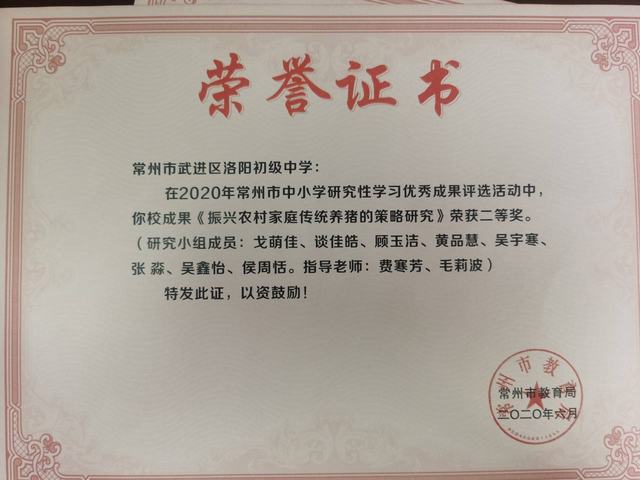 荣誉证书
常州市武进区洛阳初级中学：
在2020年常州市中小学研究性学习优秀成果评选活动中，
你校成果《振兴农村家庭传统养猪的策略研究》荣获二等奖。
（研究小组成员：戈萌佳、谈佳皓、顾玉洁、黄品慧、吴宇寒、
张 淼、吴鑫怡、侯周恬。指导老师：费寒芳、毛莉波）
特发此证，以资鼓励！
常州市教育局
二〇二〇年六月